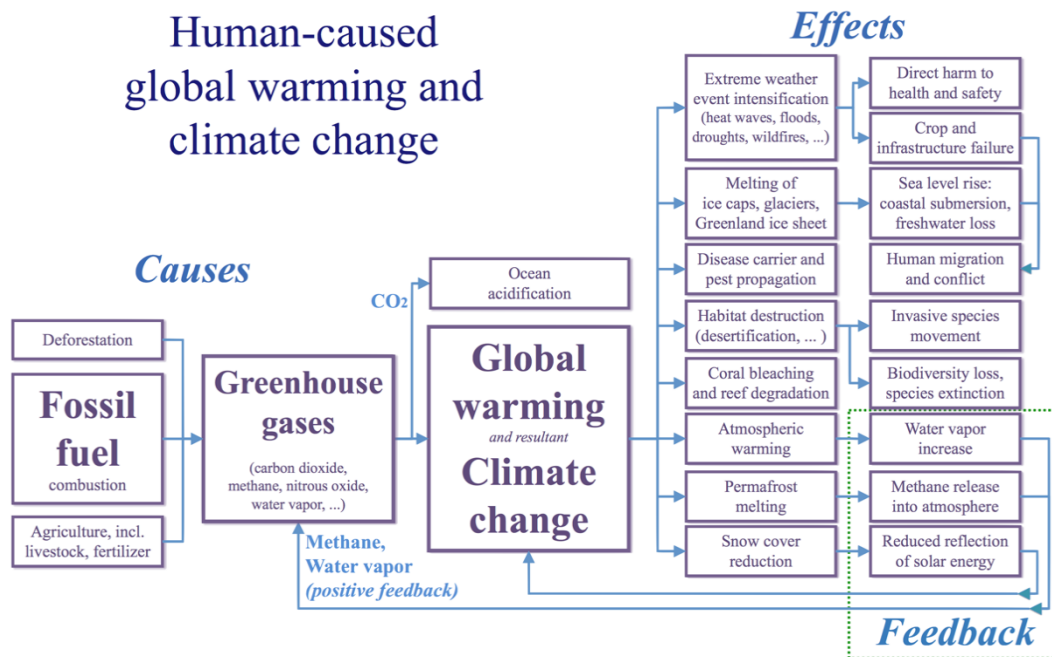 Human-caused
global warming and
climate change
Effects
Extreme weather
event intensification
(heat waves, floods,
droughts, wildfires, ...)
Direct harm to
health and safety
Crop and
infrastructure failure
Melting of
ice caps, glaciers,
Greenland ice sheet
Sea level rise:
coastal submersion,
freshwater loss
Disease carrier and
pest propagation
Human migration
and conflict
Habitat destruction
(desertification, ... )
Invasive species
movement
Coral bleaching
and reef degradation
Biodiversity loss,
species extinction
Atmospheric
warming
Water vapor
increase
Permafrost
melting
Methane release
into atmosphere
Snow cover
reduction
Reduced reflection
of solar energy
Causes
Deforestation
Fossil
fuel
combustion
Agriculture, incl.
livestock, fertilizer
Greenhouse
gases
(carbon dioxide,
methane, nitrous oxide,
water vapor, ...)
CO₂
Ocean
acidification
Global
warming
and resultant
Climate
change
Methane,
Water vapor
(positive feedback)
Feedback